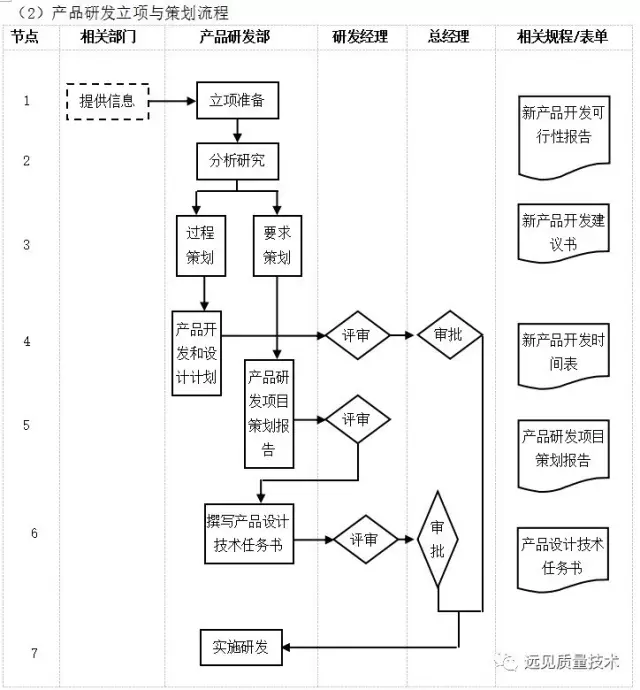 （2）产品研发立项与策划流程
节点 相关部门 产品研发部 研发经理 总经理 相关规程/表单
1 提供信息 立项准备
新产品开发可
行性报告
2 分析研究
3
过程
策划
要求
策划
新产品开发建
议书
4
产品开
发和设
计计划
评审 审批
新产品开发时
间表
5
产品研
发项目
策划报
告
评审
产品研发项目
策划报告
6
撰写产品设计
技术任务书
评审
审
批
产品设计技术
任务书
7 实施研发
远见质量技术